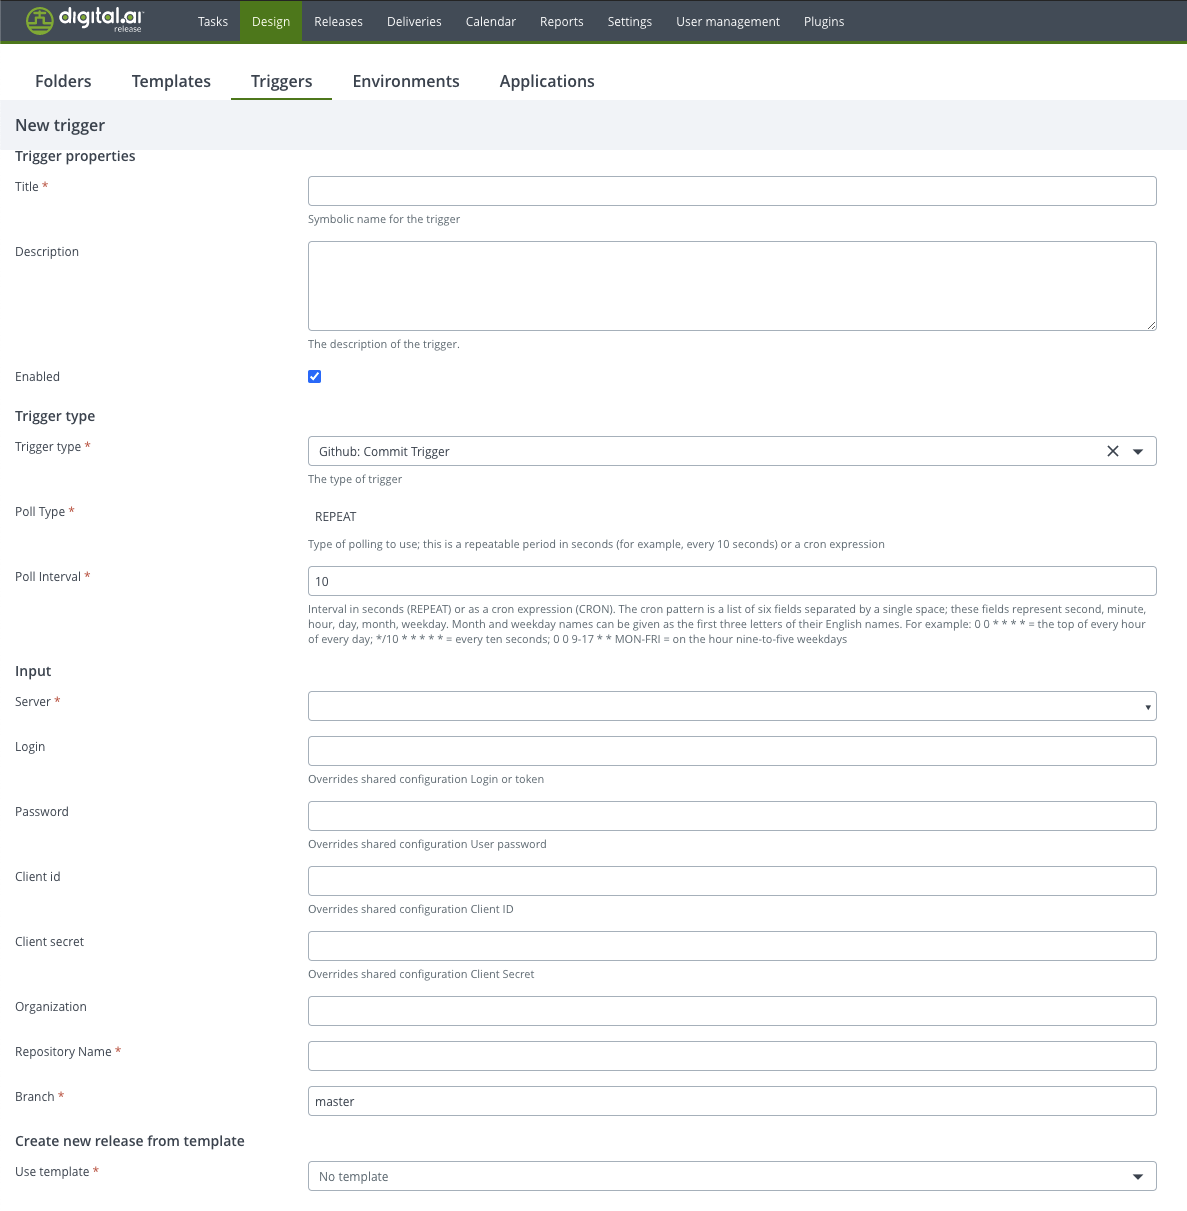 digital.ai
release
Tasks Design Releases Deliveries Calendar Reports Settings User management Plugins
Folders Templates Triggers Environments Applications
New trigger
Trigger properties
Title *
Symbolic name for the trigger
Description
The description of the trigger.
Enabled
Trigger type
Trigger type *
Github: Commit Trigger
The type of trigger
Poll Type *
REPEAT
Type of polling to use; this is a repeatable period in seconds (for example, every 10 seconds) or a cron expression
Poll Interval *
10
Interval in seconds (REPEAT) or as a cron expression (CRON). The cron pattern is a list of six fields separated by a single space; these fields represent second, minute,
hour, day, month, weekday. Month and weekday names can be given as the first three letters of their English names. For example: 0 0 * * * * = the top of every hour
of every day; */10 * * * * * = every ten seconds; 0 0 9-17 * * MON-FRI = on the hour nine-to-five weekdays
Input
Server *
Login
Overrides shared configuration Login or token
Password
Overrides shared configuration User password
Client id
Overrides shared configuration Client ID
Client secret
Overrides shared configuration Client Secret
Organization
Repository Name *
Branch *
master
Create new release from template
Use template *
No template